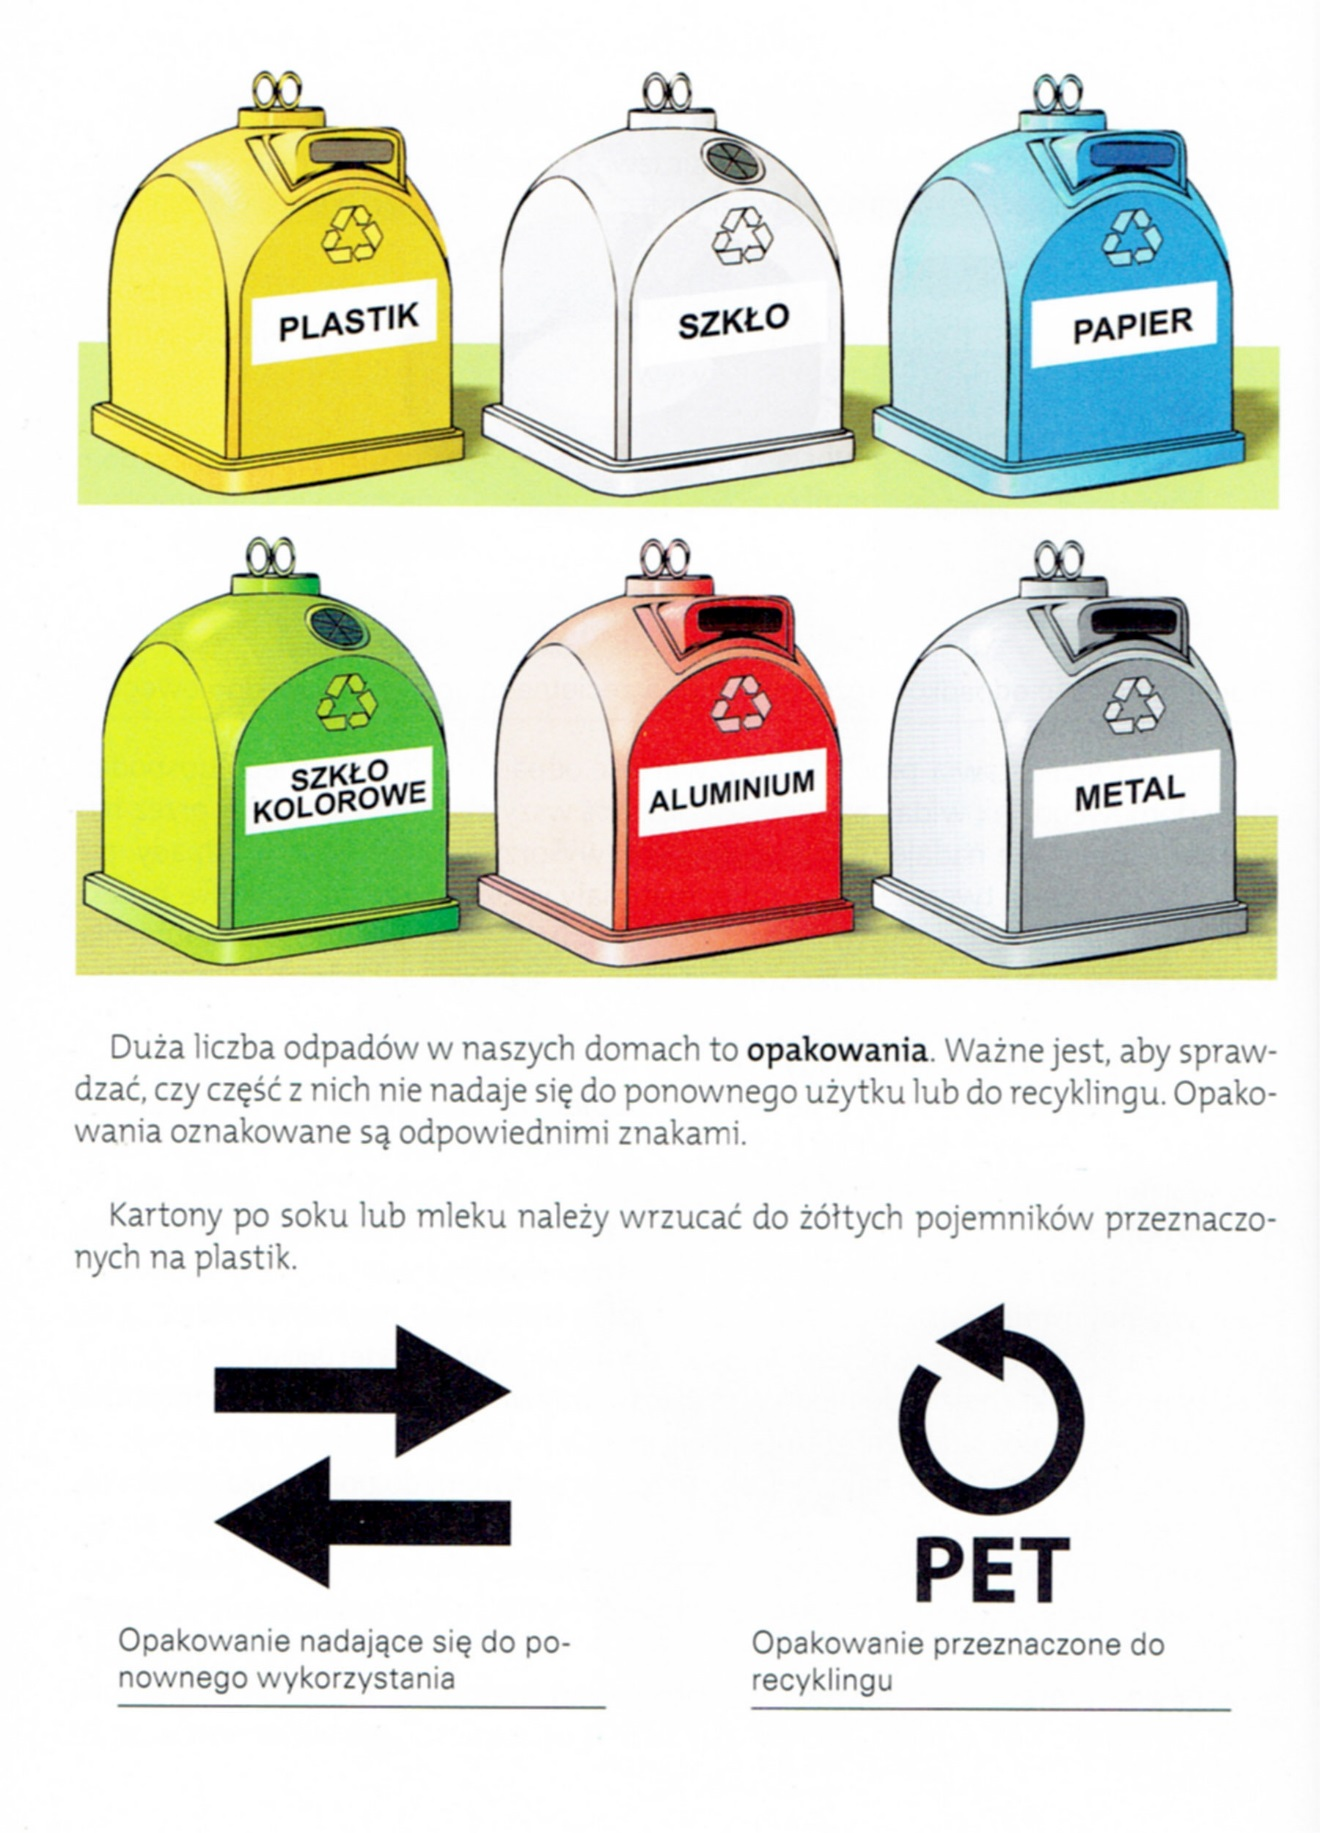 PLASTIK
SZKŁO
PAPIER
SZKŁO
KOLOROWE
ALUMINIUM
METAL
Duża liczba odpadów w naszych domach to opakowania. Ważne jest, aby spraw-
dzać, czy część z nich nie nadaje się do ponownego użytku lub do recyklingu. Opako-
wania oznakowane są odpowiednimi znakami.
Kartony po soku lub mleku należy wrzucać do żółtych pojemników przeznaczo-
nych na plastik.
PET
Opakowanie nadające się do po-
nownego wykorzystania
Opakowanie przeznaczone do
recyklingu